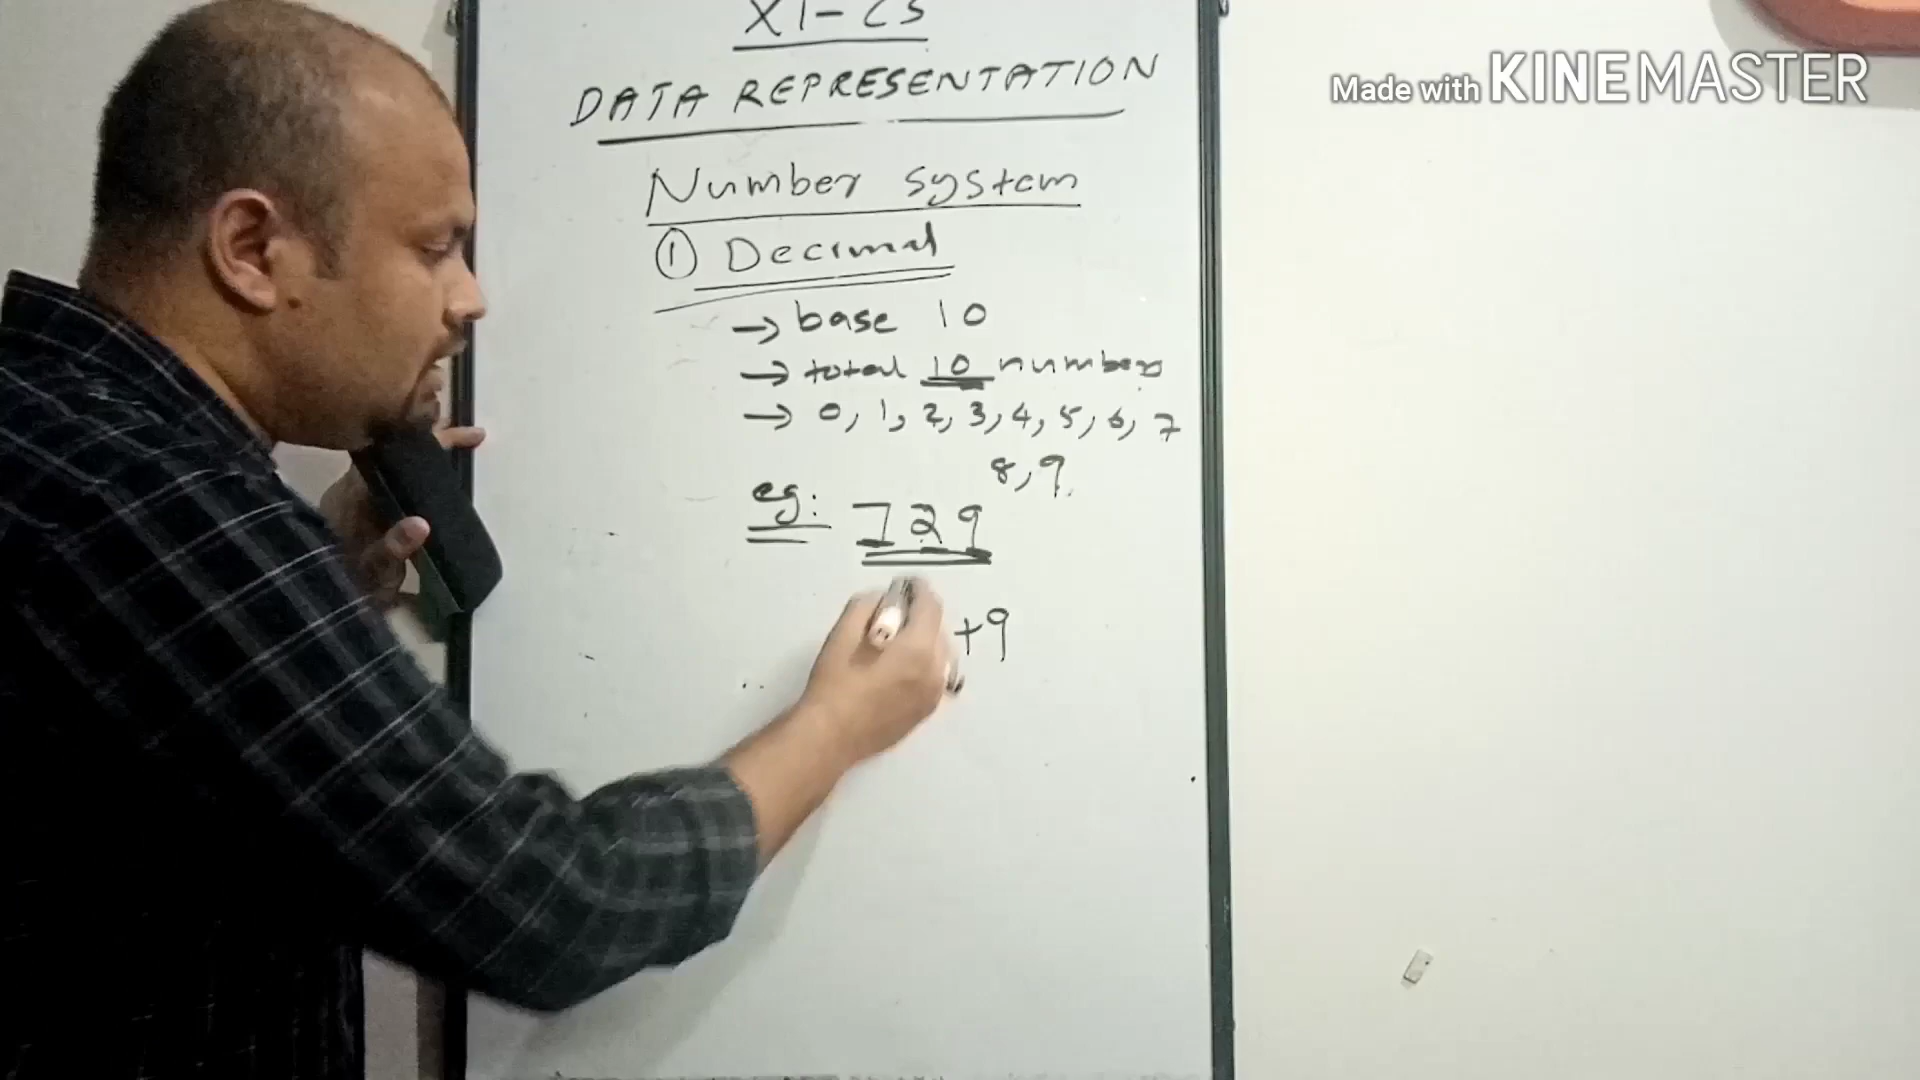 XI-CS
DATA REPRESENTATION
Number system
① Decimal
→ base 10
→ total 10 number
→ 0, 1, 2, 3, 4, 5, 6, 7
8, 9
eg: 729
+9
Made with KINEMASTER